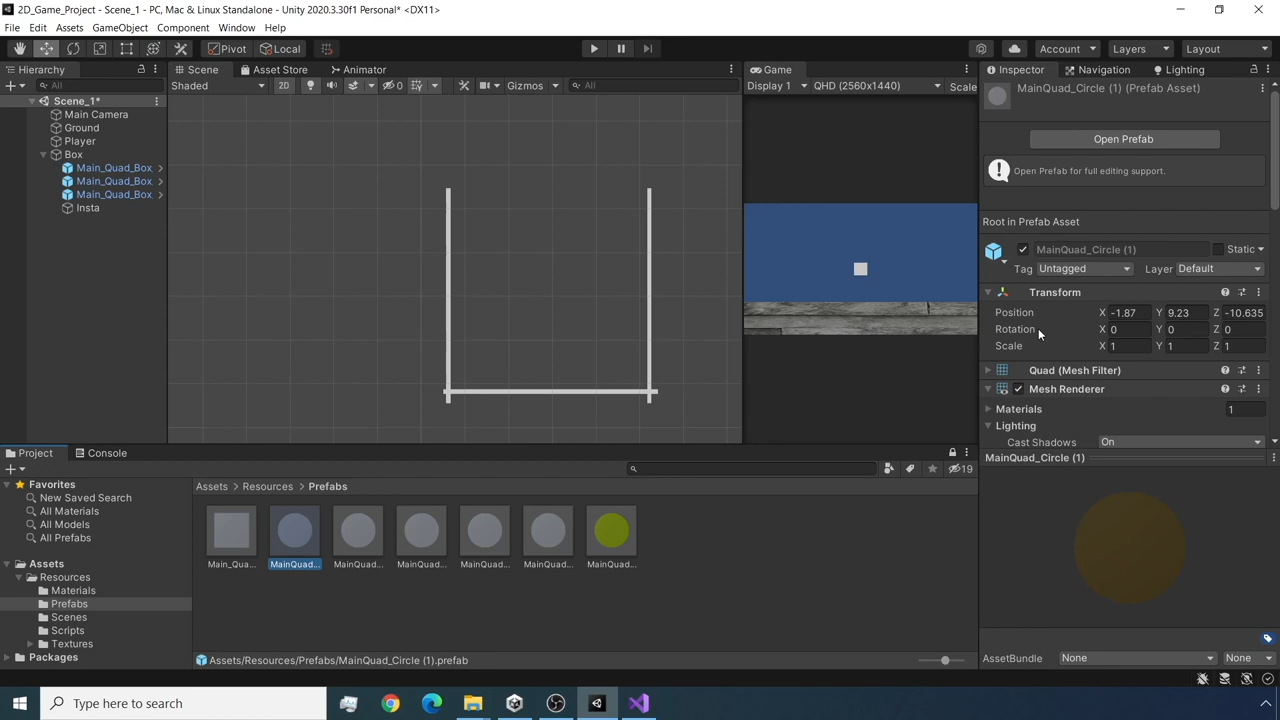 2D_Game_Project - Scene_1 - PC, Mac & Linux Standalone - Unity 2020.3.30f1 Personal* <DX11>
File Edit Assets GameObject Component Window Help
Pivot Local Account Layers Layout
Hierarchy Scene Asset Store Animator Game Inspector Navigation Lighting
All Shaded 2D 0 Gizmos All Display 1 QHD (2560x1440) Scale MainQuad_Circle (1) (Prefab Asset)
Scene_1*
Main Camera
Ground
Player
Box
Main_Quad_Box
Main_Quad_Box
Main_Quad_Box
Insta
Open Prefab
Open Prefab for full editing support.
Root in Prefab Asset
MainQuad_Circle (1) Static
Tag Untagged Layer Default
Transform
Position X -1.87 Y 9.23 Z -10.635
Rotation X 0 Y 0 Z 0
Scale X 1 Y 1 Z 1
Quad (Mesh Filter)
Mesh Renderer
Materials 1
Lighting
Cast Shadows On
MainQuad_Circle (1)
Project Console
19
Favorites
New Saved Search
All Materials
All Models
All Prefabs
Assets
Resources
Materials
Prefabs
Scenes
Scripts
Textures
Packages
Assets > Resources > Prefabs
Main_Qua... MainQuad... MainQuad... MainQuad... MainQuad... MainQuad... MainQuad...
Assets/Resources/Prefabs/MainQuad_Circle (1).prefab
AssetBundle None None
Type here to search